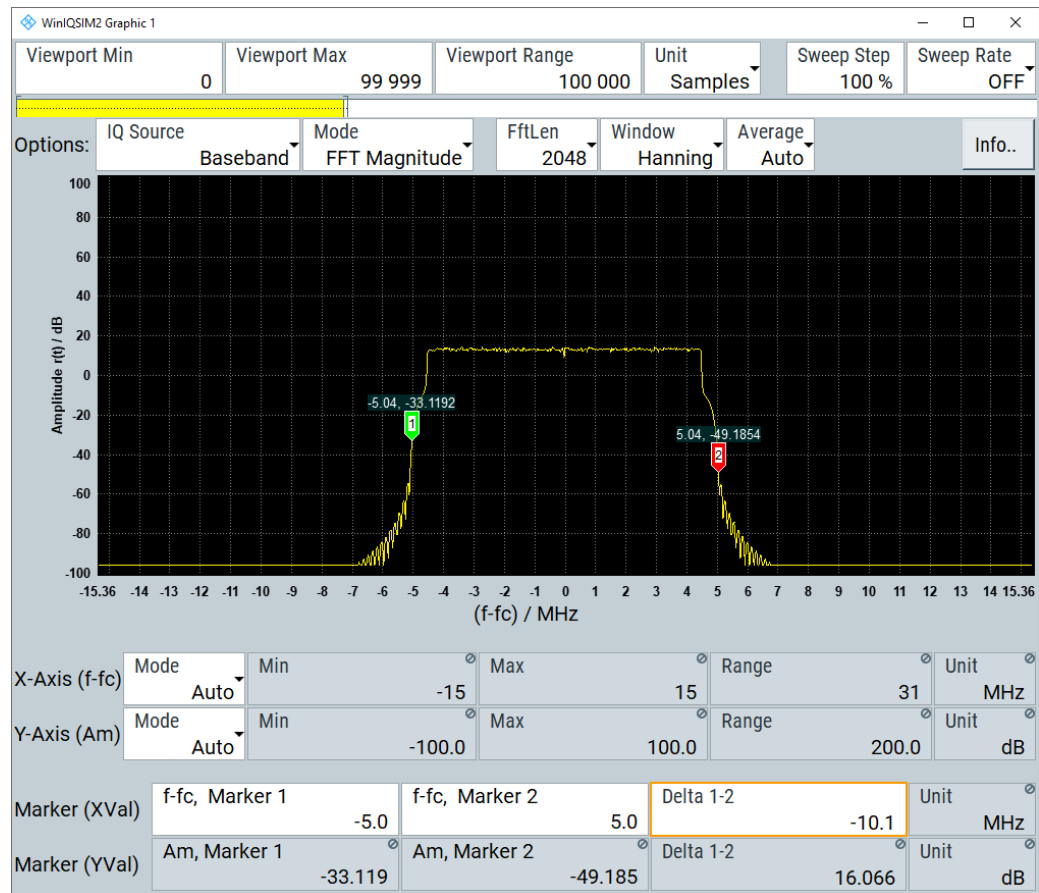 WinIQSIM2 Graphic 1
Viewport Min Viewport Max Viewport Range Unit Sweep Step Sweep Rate
0 99 999 100 000 Samples 100 % OFF
Options: IQ Source Mode FftLen Window Average Info..
Baseband FFT Magnitude 2048 Hanning Auto
100
80
60
40
20
0
-20
-40
-60
-80
-100
Amplitude r(t) / dB
-5.04, -33.1192
1
5.04, -49.1854
2
-15.36 -14 -13 -12 -11 -10 -9 -8 -7 -6 -5 -4 -3 -2 -1 0 1 2 3 4 5 6 7 8 9 10 11 12 13 14 15.36
(f-fc) / MHz
X-Axis (f-fc) Mode Min Max Range Unit
Auto -15 15 31 MHz
Y-Axis (Am) Mode Min Max Range Unit
Auto -100.0 100.0 200.0 dB
Marker (XVal) f-fc, Marker 1 f-fc, Marker 2 Delta 1-2 Unit
-5.0 5.0 -10.1 MHz
Marker (YVal) Am, Marker 1 Am, Marker 2 Delta 1-2 Unit
-33.119 -49.185 16.066 dB